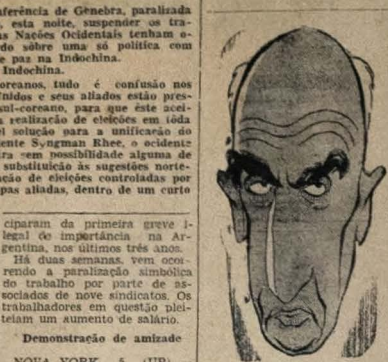 nferência de Genebra, paralizada
, esta noite, suspender os tra-
as Nações Ocidentais tenham o-
do sôbre uma só política com
e paz na Indochina.
Indochina.
oreanos, tudo é confusão nos
nidos e seus aliados estão pres-
sul-coreano, para que êste acei-
a realização de eleições em tôda
el solução para a unificação do
ente Syngman Rhee, o ocidente
ra sem possibilidade alguma de
substituição às sugestões norte-
ução de eleições controladas por
pas aliadas, dentro de um curto
ciparam da primeira greve i-
legal de importância na Ar-
gentina, nos últimos três anos.
Há duas semanas, vem ocor-
rendo a paralização simbólica
do trabalho por parte de as-
sociados de nove sindicatos. Os
trabalhadores em questão plei-
teiam um aumento de salário.
Demonstração de amizade
NOVA YORK, 5 (UP)